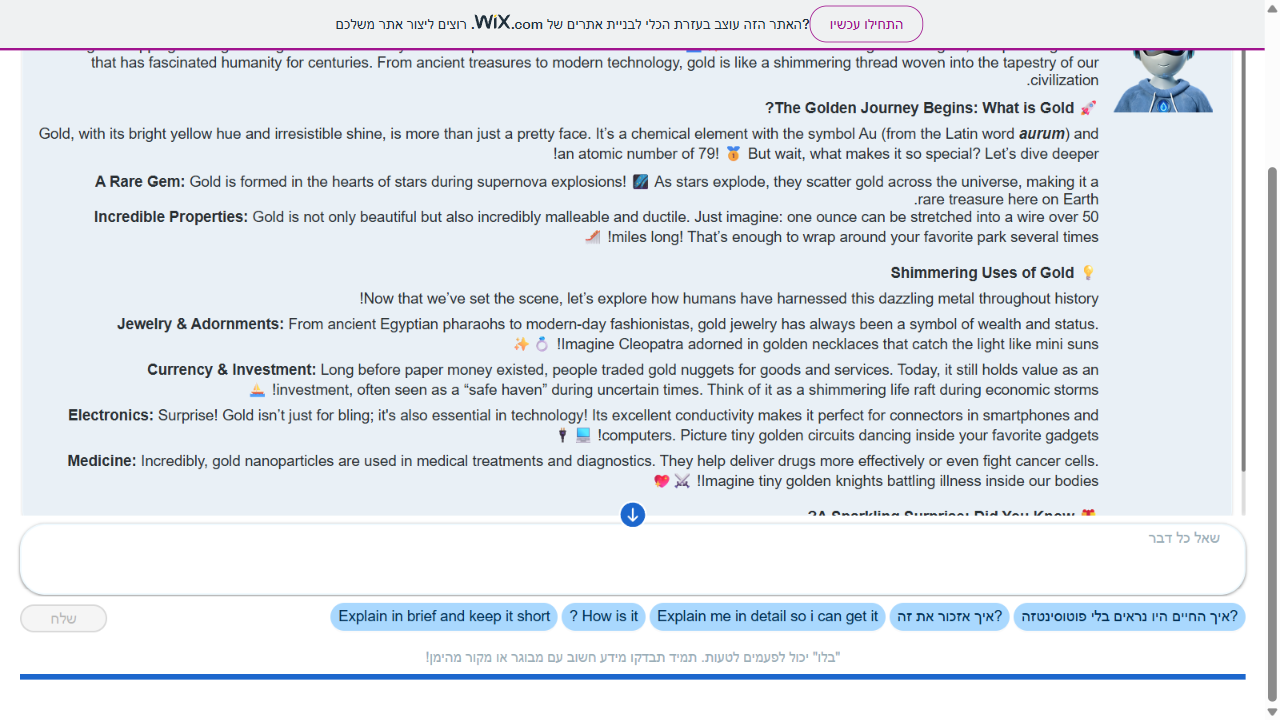 האתר הזה עוצב בעזרת הכלי לבניית אתרים של WiX.com. רוצים ליצור אתר משלכם?
התחילו עכשיו
that has fascinated humanity for centuries. From ancient treasures to modern technology, gold is like a shimmering thread woven into the tapestry of our
civilization.
🚀 The Golden Journey Begins: What is Gold?
Gold, with its bright yellow hue and irresistible shine, is more than just a pretty face. It’s a chemical element with the symbol Au (from the Latin word aurum) and
an atomic number of 79! 🥇 But wait, what makes it so special? Let’s dive deeper!
A Rare Gem: Gold is formed in the hearts of stars during supernova explosions! 🌌 As stars explode, they scatter gold across the universe, making it a
rare treasure here on Earth.
Incredible Properties: Gold is not only beautiful but also incredibly malleable and ductile. Just imagine: one ounce can be stretched into a wire over 50
miles long! That’s enough to wrap around your favorite park several times! 🎢
💡 Shimmering Uses of Gold
Now that we’ve set the scene, let’s explore how humans have harnessed this dazzling metal throughout history!
Jewelry & Adornments: From ancient Egyptian pharaohs to modern-day fashionistas, gold jewelry has always been a symbol of wealth and status.
Imagine Cleopatra adorned in golden necklaces that catch the light like mini suns! 💍 ✨
Currency & Investment: Long before paper money existed, people traded gold nuggets for goods and services. Today, it still holds value as an
investment, often seen as a “safe haven” during uncertain times. Think of it as a shimmering life raft during economic storms! ⛵
Electronics: Surprise! Gold isn’t just for bling; it's also essential in technology! Its excellent conductivity makes it perfect for connectors in smartphones and
computers. Picture tiny golden circuits dancing inside your favorite gadgets! 💻 🔌
Medicine: Incredibly, gold nanoparticles are used in medical treatments and diagnostics. They help deliver drugs more effectively or even fight cancer cells.
Imagine tiny golden knights battling illness inside our bodies! ⚔️ 💖
🎁 A Sparkling Surprise: Did You Know?
שאל כל דבר
איך החיים היו נראים בלי פוטוסינטזה?
איך אזכור את זה?
Explain me in detail so i can get it
How is it ?
Explain in brief and keep it short
שלח
"בלו" יכול לפעמים לטעות. תמיד תבדקו מידע חשוב עם מבוגר או מקור מהימן!